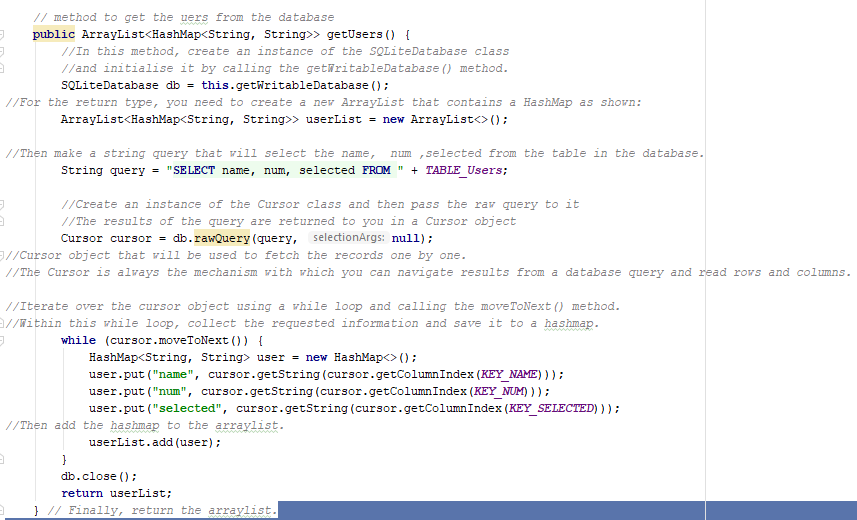 // method to get the uers from the database
public ArrayList<HashMap<String, String>> getUsers() {
//In this method, create an instance of the SQLiteDatabase class
//and initialise it by calling the getWritableDatabase() method.
SQLiteDatabase db = this.getWritableDatabase();
//For the return type, you need to create a new ArrayList that contains a HashMap as shown:
ArrayList<HashMap<String, String>> userList = new ArrayList<>();
//Then make a string query that will select the name,  num ,selected from the table in the database.
String query = "SELECT name, num, selected FROM " + TABLE_Users;
//Create an instance of the Cursor class and then pass the raw query to it
//The results of the query are returned to you in a Cursor object
Cursor cursor = db.rawQuery(query, selectionArgs: null);
//Cursor object that will be used to fetch the records one by one.
//The Cursor is always the mechanism with which you can navigate results from a database query and read rows and columns.
//Iterate over the cursor object using a while loop and calling the moveToNext() method.
//Within this while loop, collect the requested information and save it to a hashmap.
while (cursor.moveToNext()) {
HashMap<String, String> user = new HashMap<>();
user.put("name", cursor.getString(cursor.getColumnIndex(KEY_NAME)));
user.put("num", cursor.getString(cursor.getColumnIndex(KEY_NUM)));
user.put("selected", cursor.getString(cursor.getColumnIndex(KEY_SELECTED)));
//Then add the hashmap to the arraylist.
userList.add(user);
}
db.close();
return userList;
} // Finally, return the arraylist.